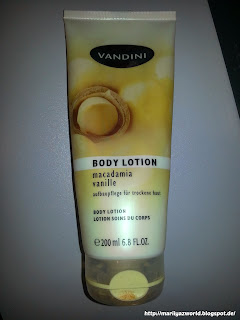 VANDINI
BODY LOTION
macadamia
vanille
aufbaupflege für trockene haut
BODY LOTION
LOTION SOINS DU CORPS
e 200 ml 6.8 FL.OZ.
http://marilyazworld.blogspot.de/